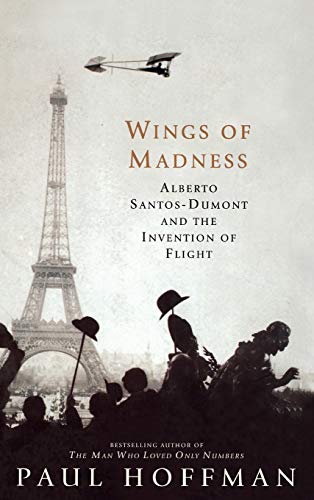 WINGS OF
MADNESS
ALBERTO
SANTOS-DUMONT
AND THE
INVENTION OF
FLIGHT
BESTSELLING AUTHOR OF
THE MAN WHO LOVED ONLY NUMBERS
PAUL HOFFMAN